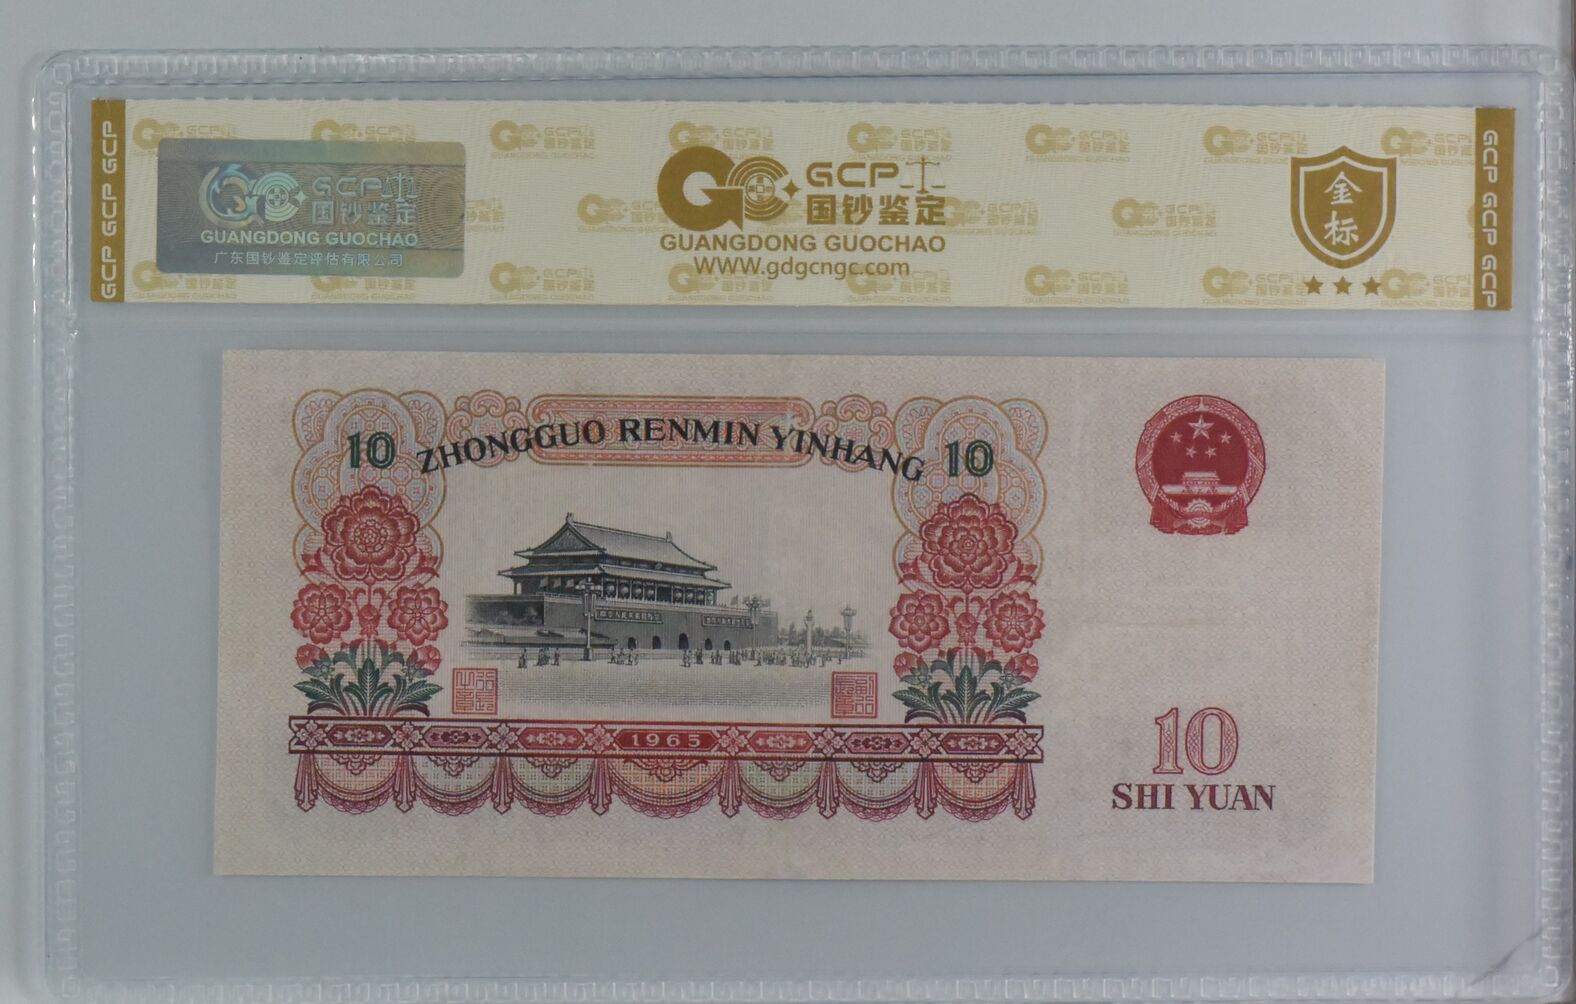 GCP GCP GCP
GCP 国钞鉴定
GUANGDONG GUOCHAO
广东国钞鉴定评估有限公司
GCP 国钞鉴定
GUANGDONG GUOCHAO
WWW.gdgcngc.com
金标
GCP GCP GCP
10 ZHONGGUO RENMIN YINHANG 10
1965
10
SHI YUAN